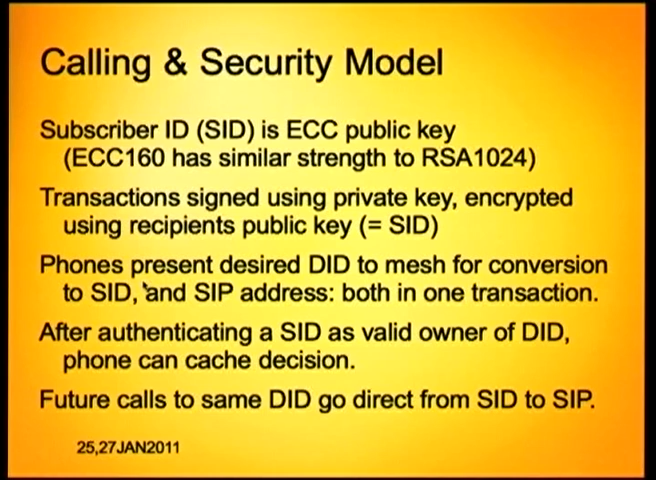 Calling & Security Model
Subscriber ID (SID) is ECC public key
(ECC160 has similar strength to RSA1024)
Transactions signed using private key, encrypted
using recipients public key (= SID)
Phones present desired DID to mesh for conversion
to SID, and SIP address: both in one transaction.
After authenticating a SID as valid owner of DID,
phone can cache decision.
Future calls to same DID go direct from SID to SIP.
25,27JAN2011